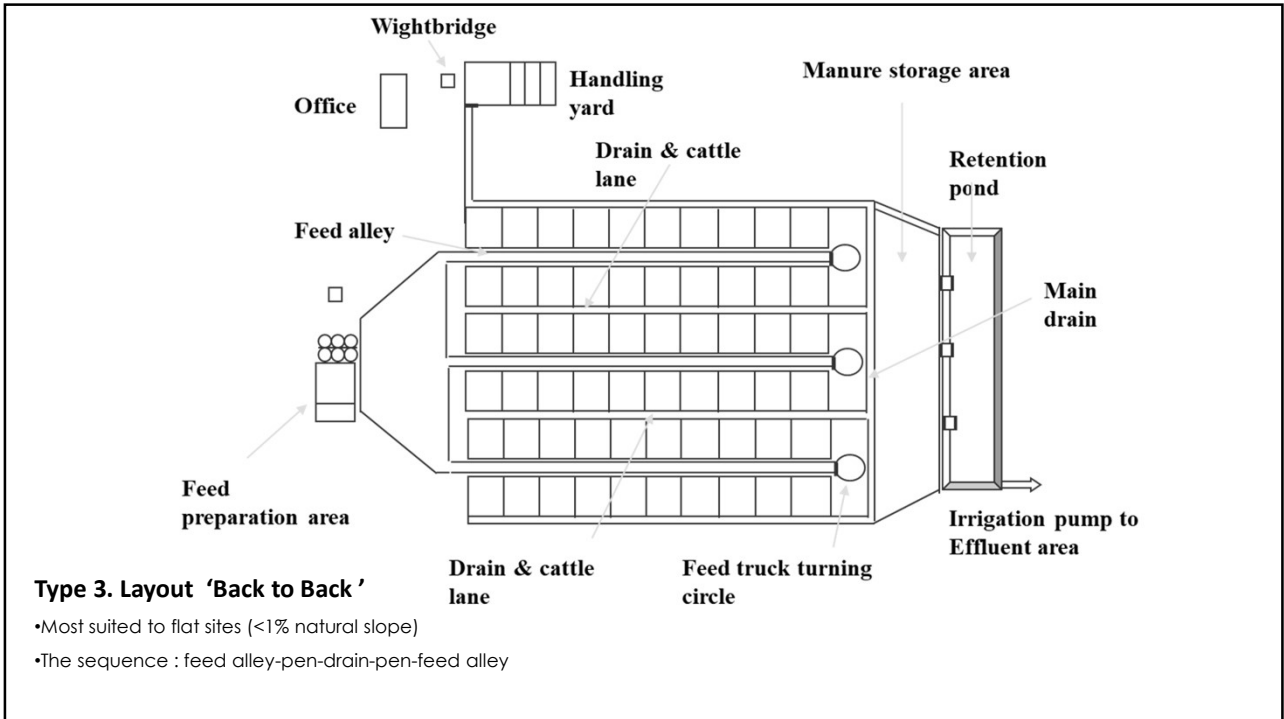 Wightbridge
Office
Handling
yard
Manure storage area
Drain & cattle
lane
Retention
pond
Feed alley
Main
drain
Feed
preparation area
Irrigation pump to
Effluent area
Drain & cattle
lane
Feed truck turning
circle
Type 3. Layout ‘Back to Back ’
•Most suited to flat sites (<1% natural slope)
•The sequence : feed alley-pen-drain-pen-feed alley